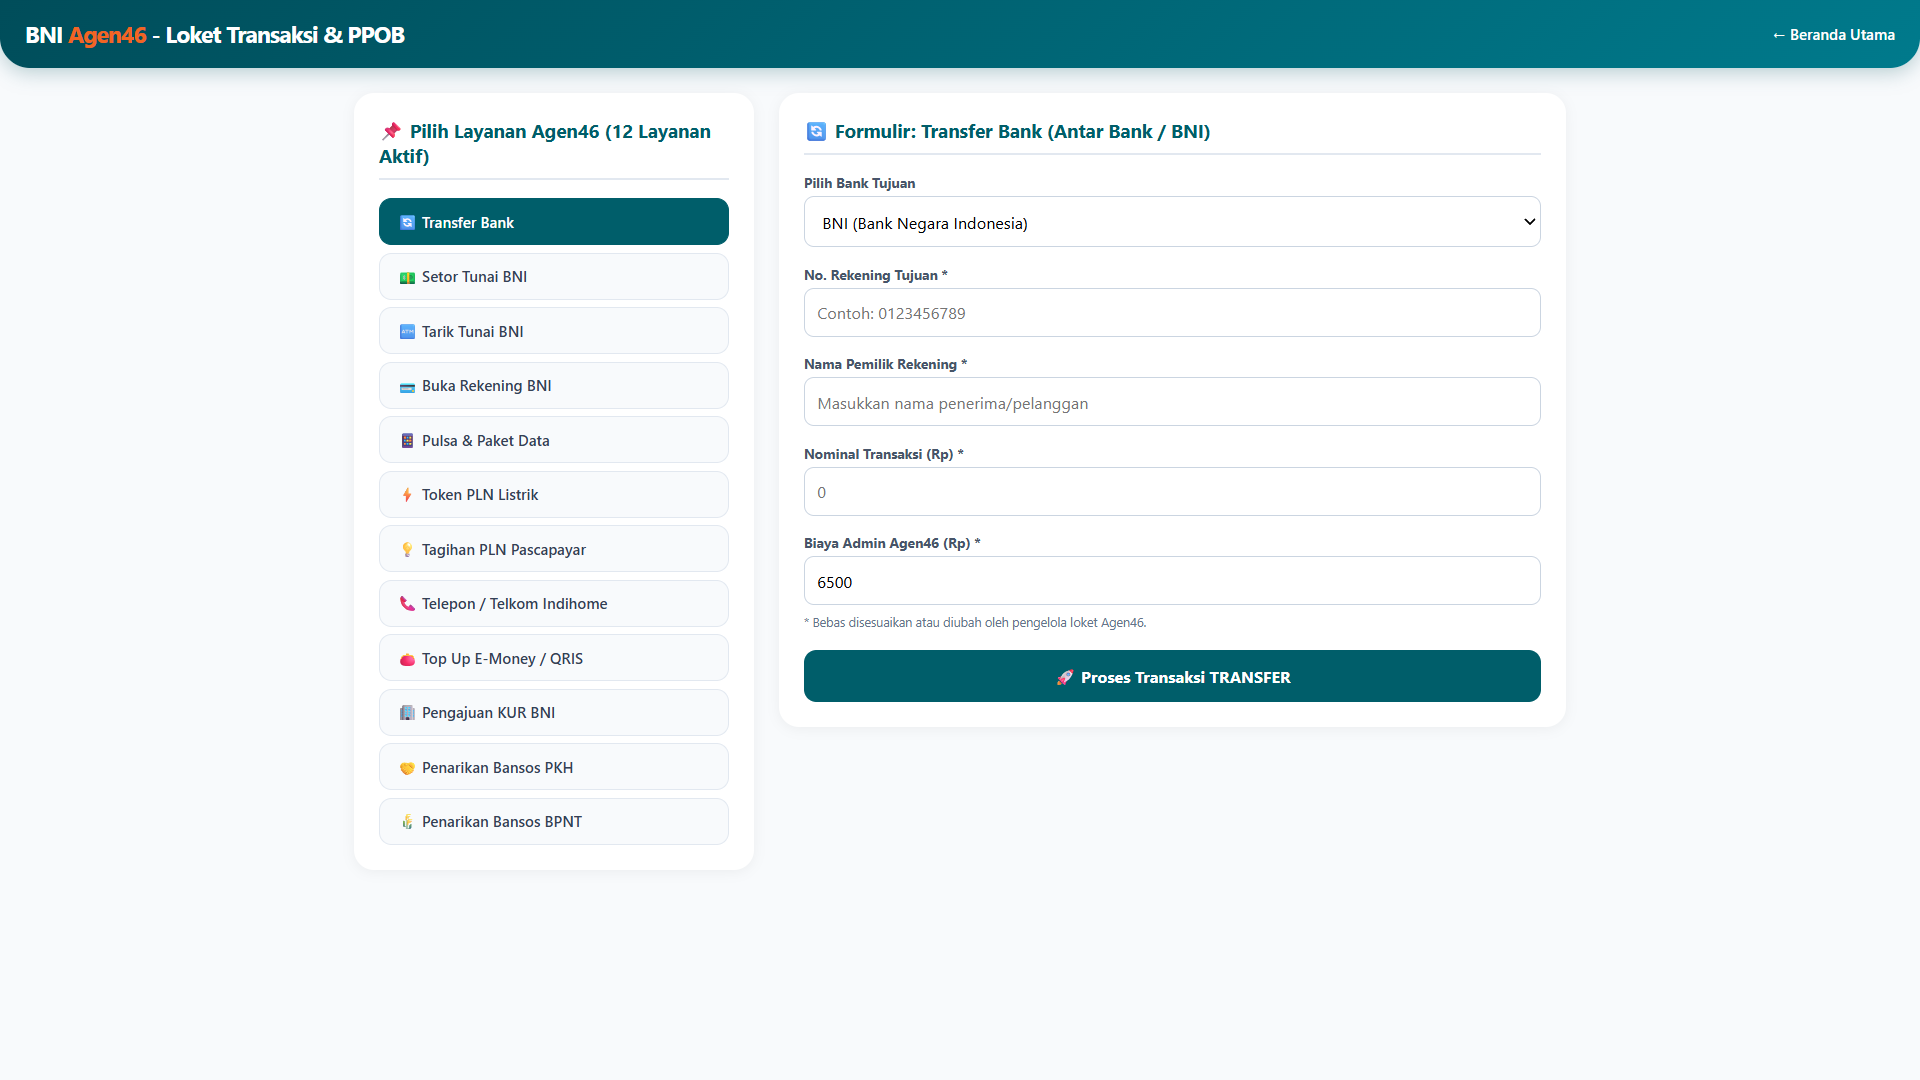 BNI Agen46 - Loket Transaksi & PPOB
← Beranda Utama
Pilih Layanan Agen46 (12 Layanan
Aktif)
Transfer Bank
Setor Tunai BNI
Tarik Tunai BNI
Buka Rekening BNI
Pulsa & Paket Data
Token PLN Listrik
Tagihan PLN Pascapayar
Telepon / Telkom Indihome
Top Up E-Money / QRIS
Pengajuan KUR BNI
Penarikan Bansos PKH
Penarikan Bansos BPNT
Formulir: Transfer Bank (Antar Bank / BNI)
Pilih Bank Tujuan
BNI (Bank Negara Indonesia)
No. Rekening Tujuan *
Contoh: 0123456789
Nama Pemilik Rekening *
Masukkan nama penerima/pelanggan
Nominal Transaksi (Rp) *
0
Biaya Admin Agen46 (Rp) *
6500
* Bebas disesuaikan atau diubah oleh pengelola loket Agen46.
Proses Transaksi TRANSFER